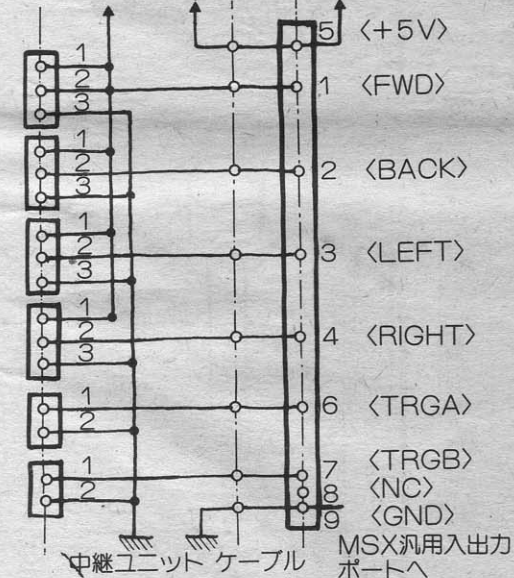 5 〈+5V〉
1
2
3
1 〈FWD〉
1
2
3
2 〈BACK〉
1
2
3
3 〈LEFT〉
1
2
3
4 〈RIGHT〉
1
2
6 〈TRGA〉
1
2
7 〈TRGB〉
8 〈NC〉
9 〈GND〉
中継ユニット ケーブル
MSX汎用入出力
ポートへ